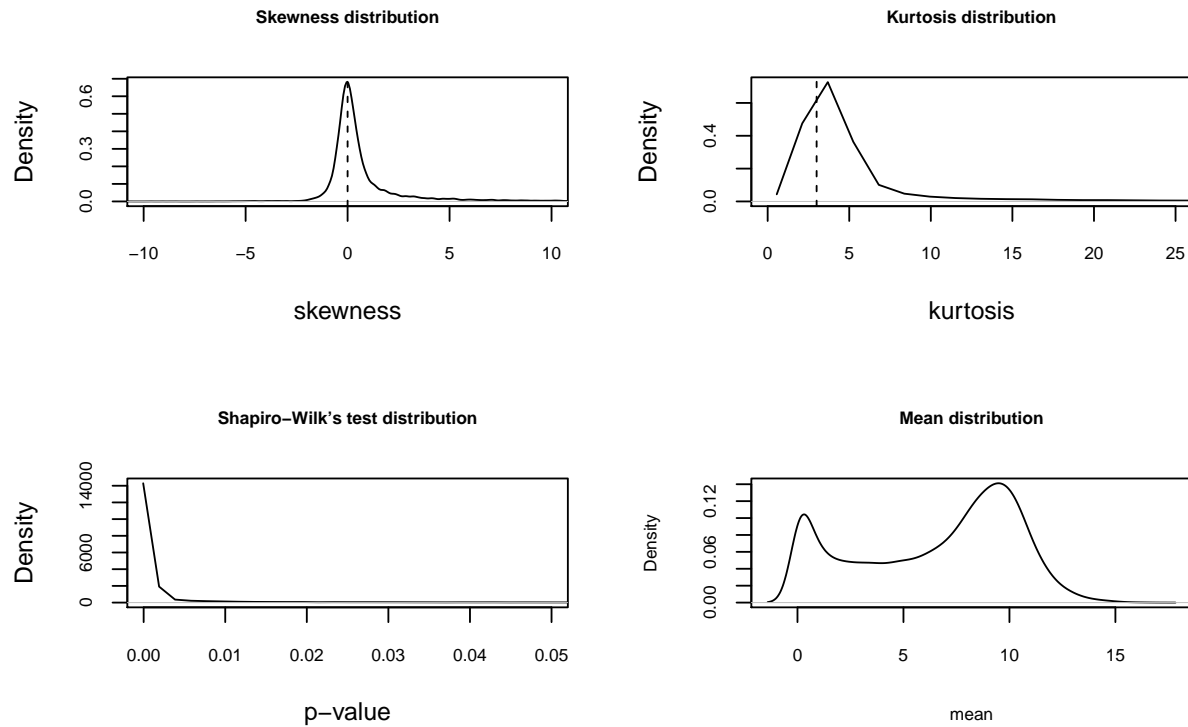 Skewness distribution
Density
0.0 0.3 0.6
−10 −5 0 5 10
skewness
Kurtosis distribution
Density
0.0 0.4
0 5 10 15 20 25
kurtosis
Shapiro−Wilk's test distribution
Density
0 6000 14000
0.00 0.01 0.02 0.03 0.04 0.05
p−value
Mean distribution
Density
0.00 0.06 0.12
0 5 10 15
mean